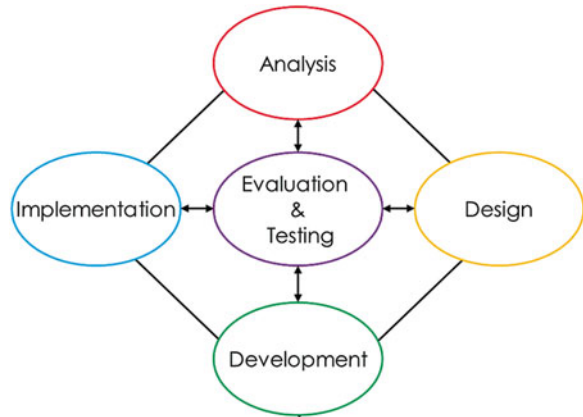 Analysis
Implementation
Evaluation
&
Testing
Design
Development